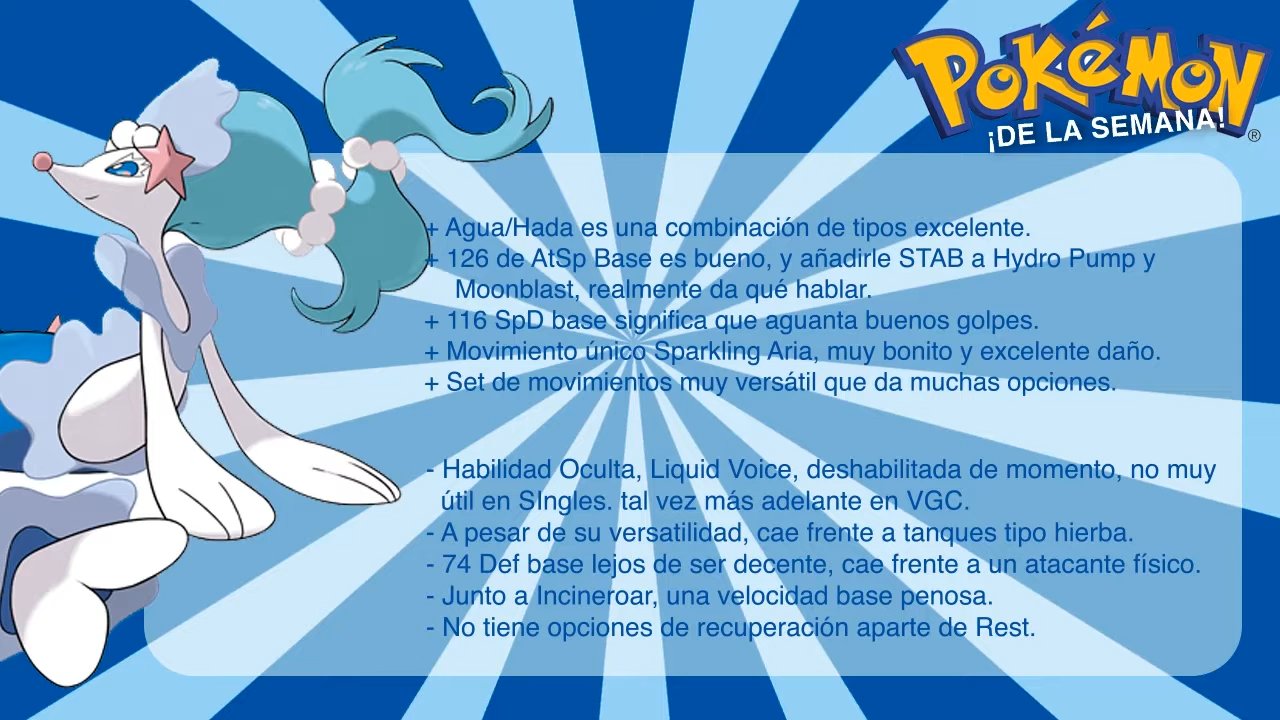 POKéMON
¡DE LA SEMANA!
®
+ Agua/Hada es una combinación de tipos excelente.
+ 126 de AtSp Base es bueno, y añadirle STAB a Hydro Pump y
Moonblast, realmente da qué hablar.
+ 116 SpD base significa que aguanta buenos golpes.
+ Movimiento único Sparkling Aria, muy bonito y excelente daño.
+ Set de movimientos muy versátil que da muchas opciones.
- Habilidad Oculta, Liquid Voice, deshabilitada de momento, no muy
útil en SIngles. tal vez más adelante en VGC.
- A pesar de su versatilidad, cae frente a tanques tipo hierba.
- 74 Def base lejos de ser decente, cae frente a un atacante físico.
- Junto a Incineroar, una velocidad base penosa.
- No tiene opciones de recuperación aparte de Rest.